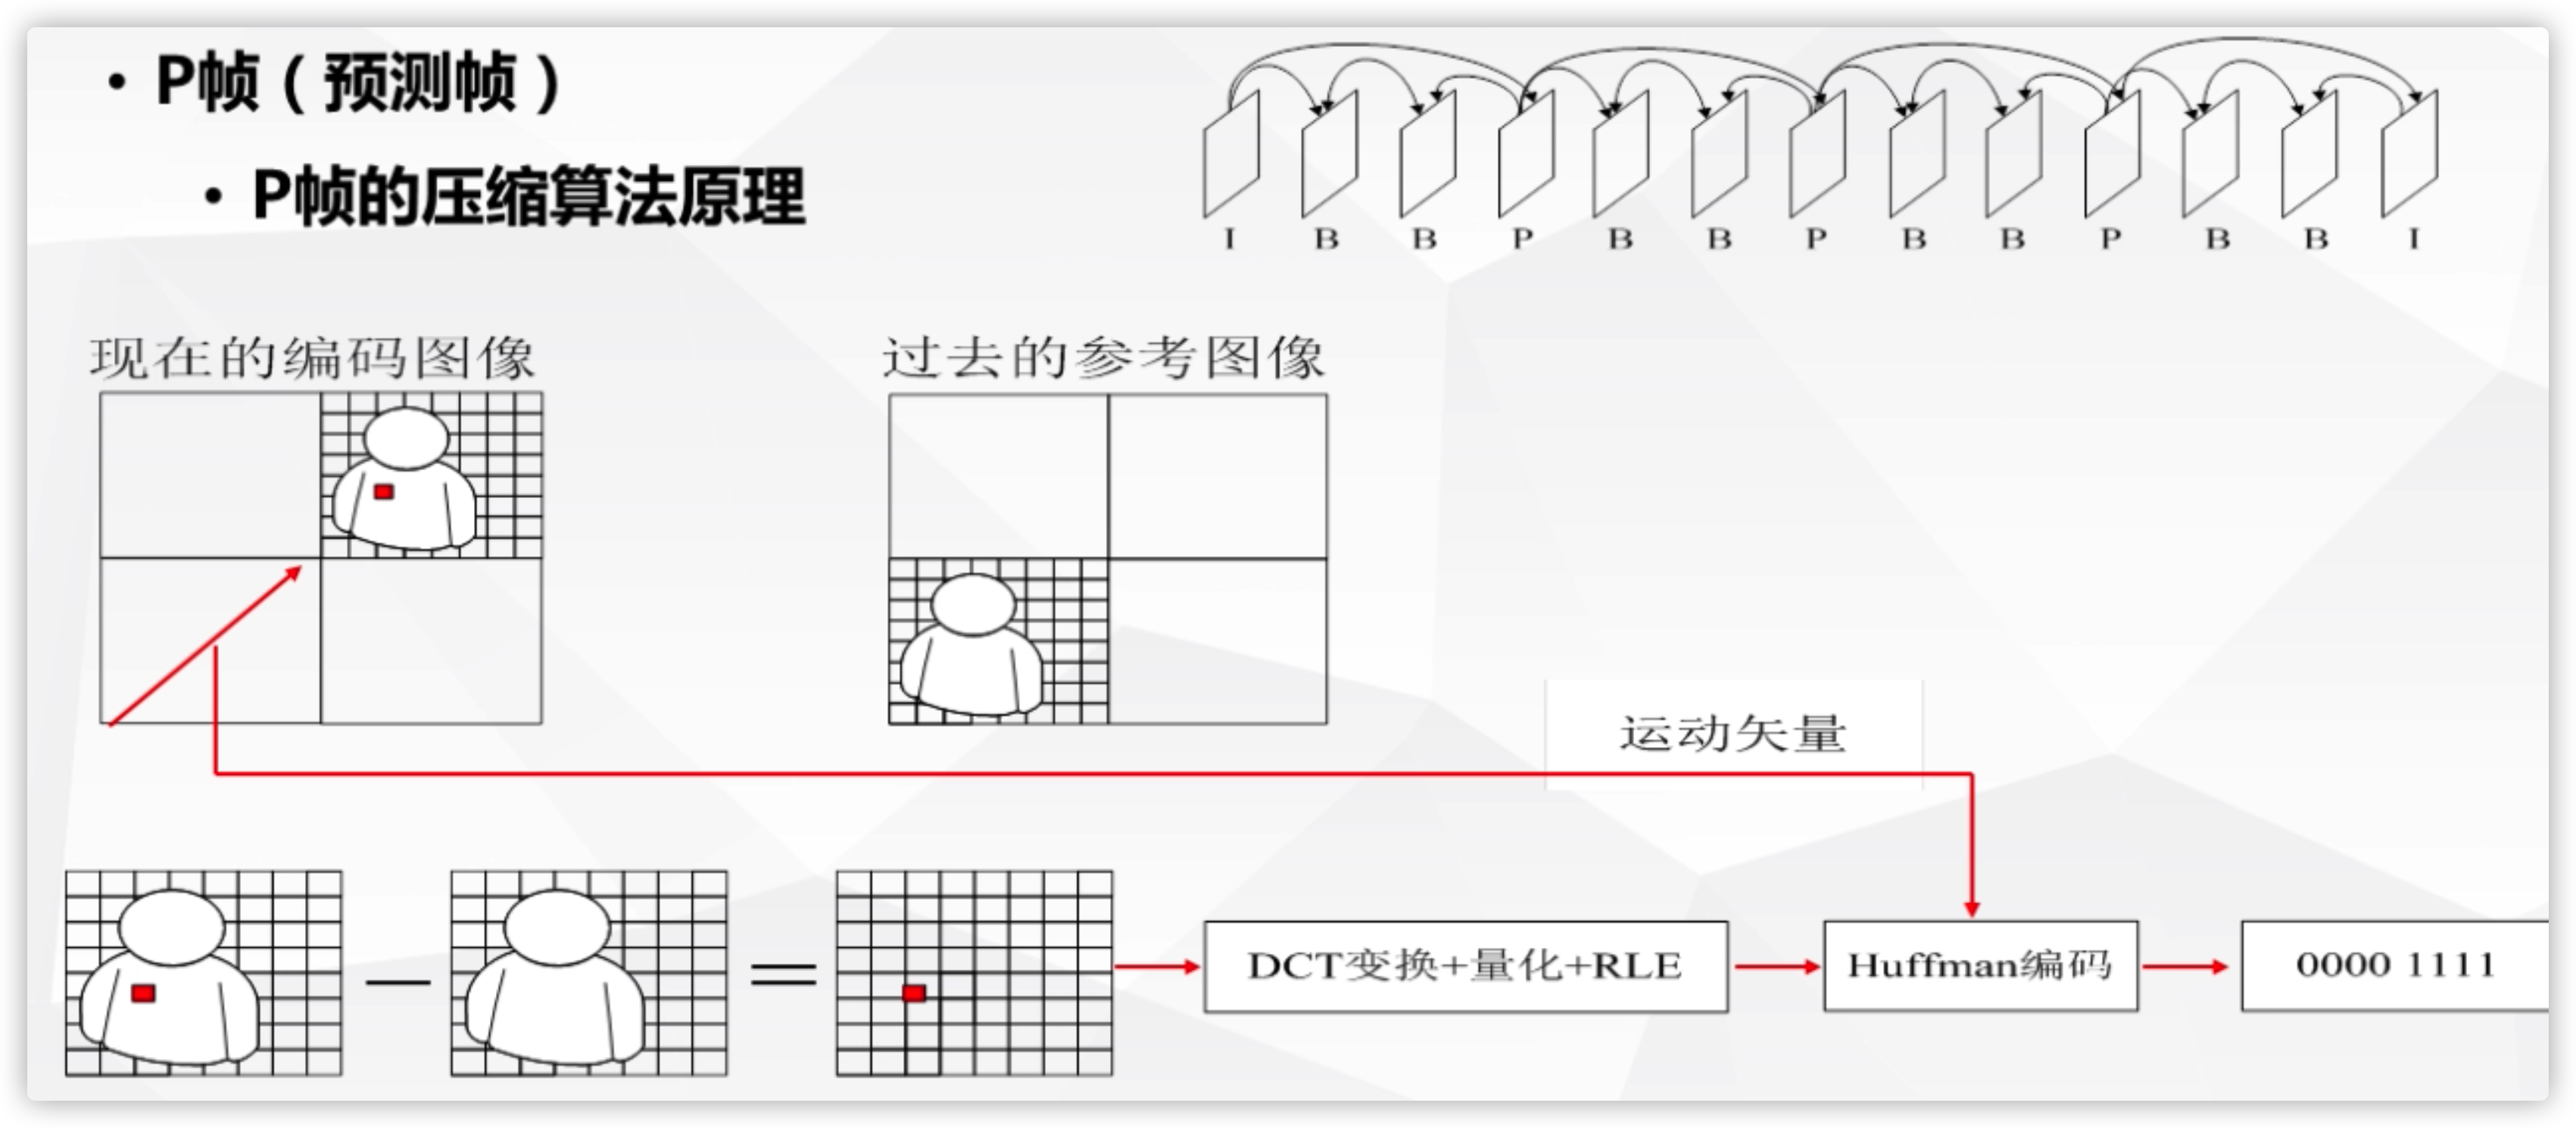 • P帧（预测帧）
• P帧的压缩算法原理
I B B P B B P B B P B B I
现在的编码图像
过去的参考图像
运动矢量
DCT变换+量化+RLE
Huffman编码
0000 1111